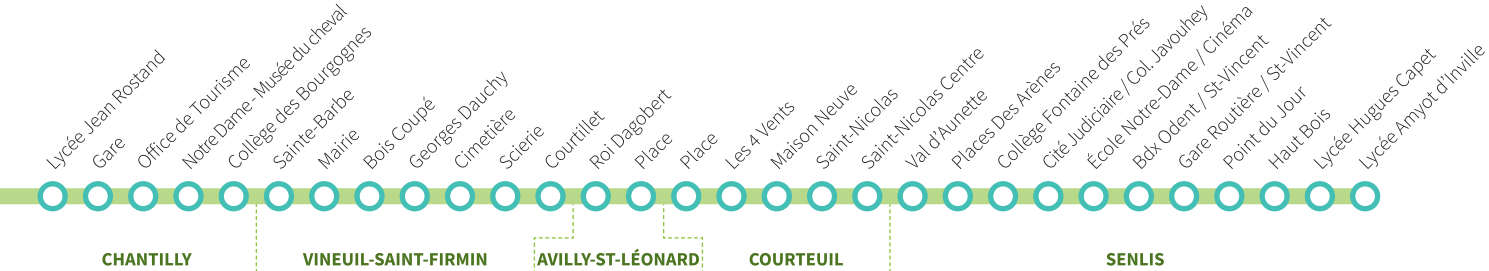 Lycée Jean Rostand
Gare
Office de Tourisme
Notre Dame - Musée du cheval
Collège des Bourgognes
Sainte-Barbe
Mairie
Bois Coupé
Georges Dauchy
Cimetière
Scierie
Courtillet
Roi Dagobert
Place
Place
Les 4 Vents
Maison Neuve
Saint-Nicolas
Saint-Nicolas Centre
Val d'Aunette
Places Des Arènes
Collège Fontaine des Prés
Cité Judiciaire / Col. Javouhey
École Notre-Dame / Cinéma
Bdx Odent / St-Vincent
Gare Routière / St-Vincent
Point du Jour
Haut Bois
Lycée Hugues Capet
Lycée Amyot d'Inville
CHANTILLY
VINEUIL-SAINT-FIRMIN
AVILLY-ST-LÉONARD
COURTEUIL
SENLIS